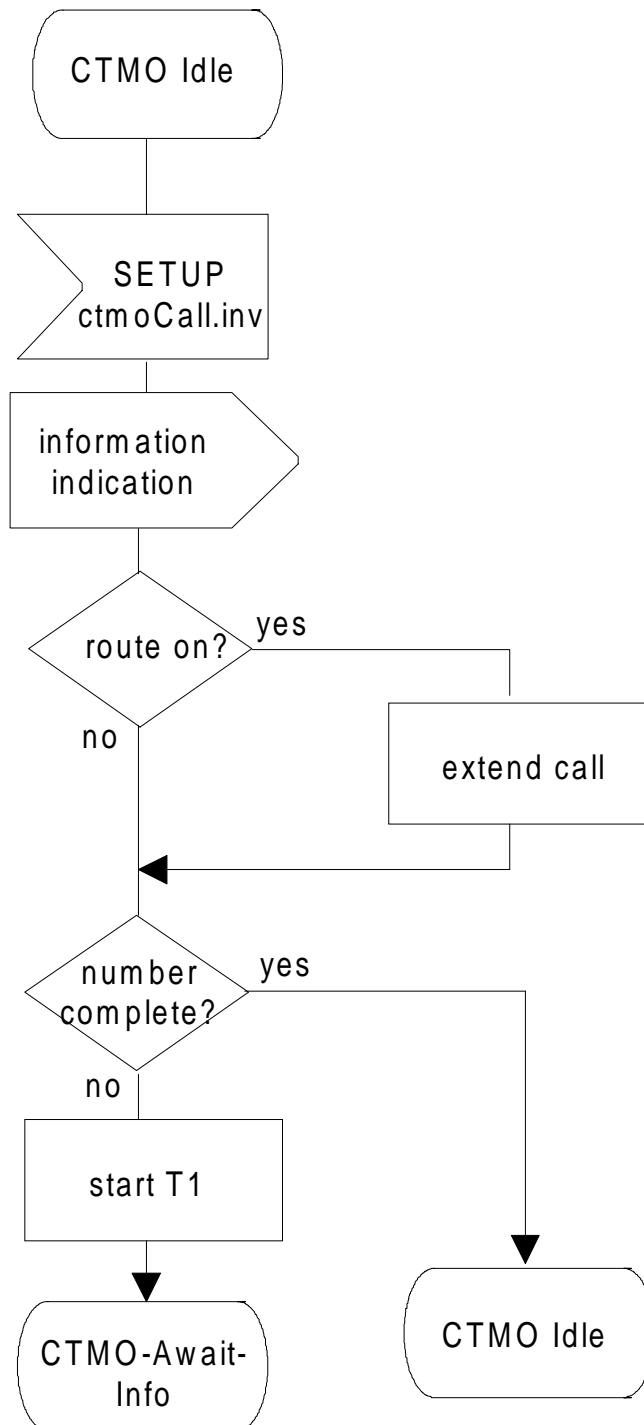 CTMO Idle
SETUP
ctmoCall.inv
information
indication
route on?
yes
no
extend call
number
complete?
yes
no
start T1
CTMO-Await-
Info
CTMO Idle